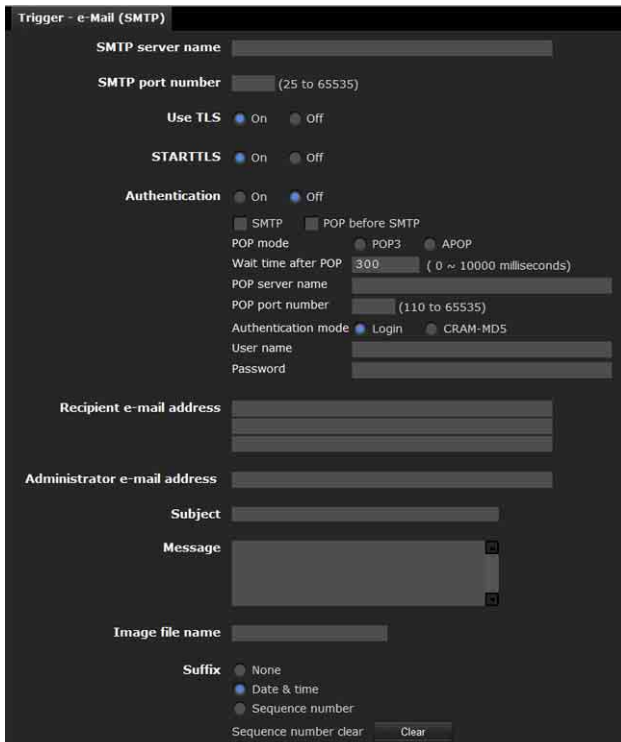 Trigger - e-Mail (SMTP)
SMTP server name
SMTP port number (25 to 65535)
Use TLS On Off
STARTTLS On Off
Authentication On Off
SMTP POP before SMTP
POP mode POP3 APOP
Wait time after POP 300 ( 0 ~ 10000 milliseconds)
POP server name
POP port number (110 to 65535)
Authentication mode Login CRAM-MD5
User name
Password
Recipient e-mail address
Administrator e-mail address
Subject
Message
Image file name
Suffix None
Date & time
Sequence number
Sequence number clear Clear